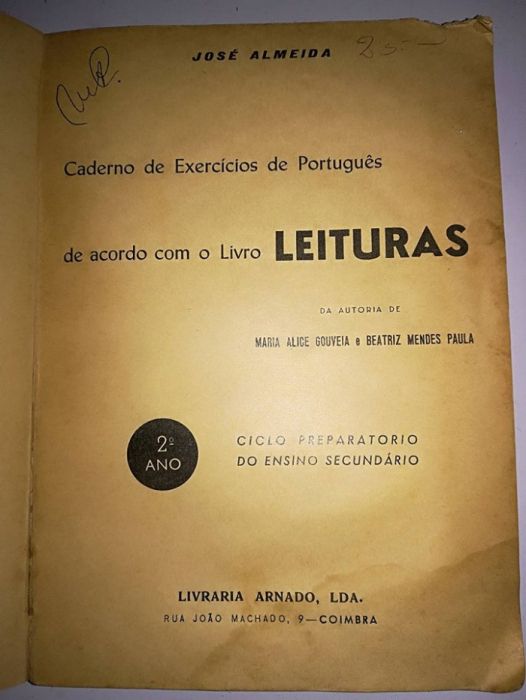 JOSÉ ALMEIDA
Caderno de Exercícios de Português
de acordo com o Livro LEITURAS
DA AUTORIA DE
MARIA ALICE GOUVEIA e BEATRIZ MENDES PAULA
2º
ANO
CICLO PREPARATORIO
DO ENSINO SECUNDÁRIO
LIVRARIA ARNADO, LDA.
RUA JOÃO MACHADO, 9—COIMBRA